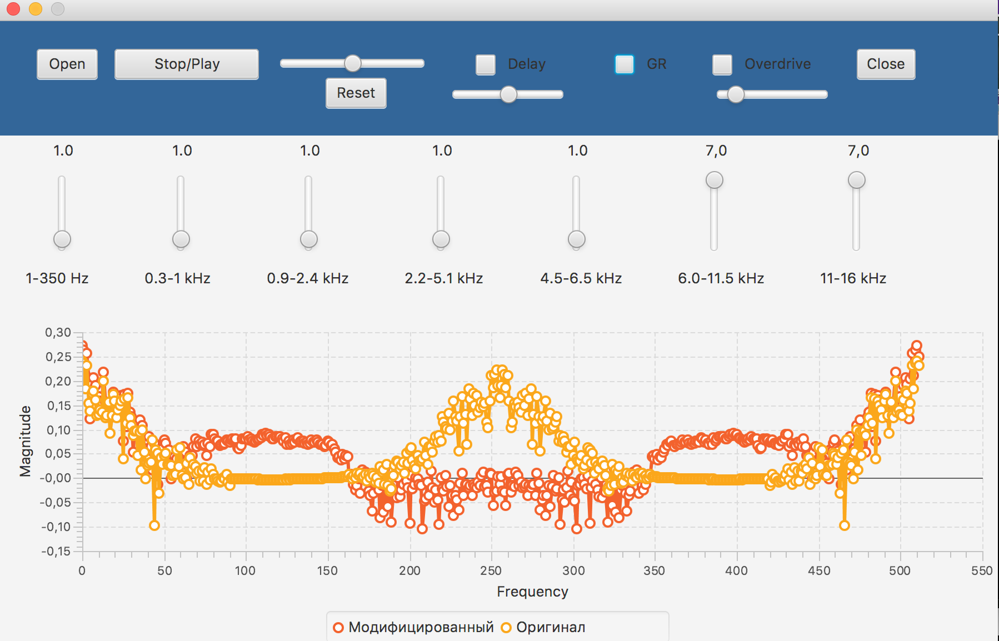 Open
Stop/Play
Delay
GR
Overdrive
Close
Reset
1.0 1.0 1.0 1.0 1.0 7,0 7,0
1-350 Hz 0.3-1 kHz 0.9-2.4 kHz 2.2-5.1 kHz 4.5-6.5 kHz 6.0-11.5 kHz 11-16 kHz
Magnitude
0,30
0,25
0,20
0,15
0,10
0,05
-0,00
-0,05
-0,10
-0,15
0 50 100 150 200 250 300 350 400 450 500 550
Frequency
Модифицированный Оригинал